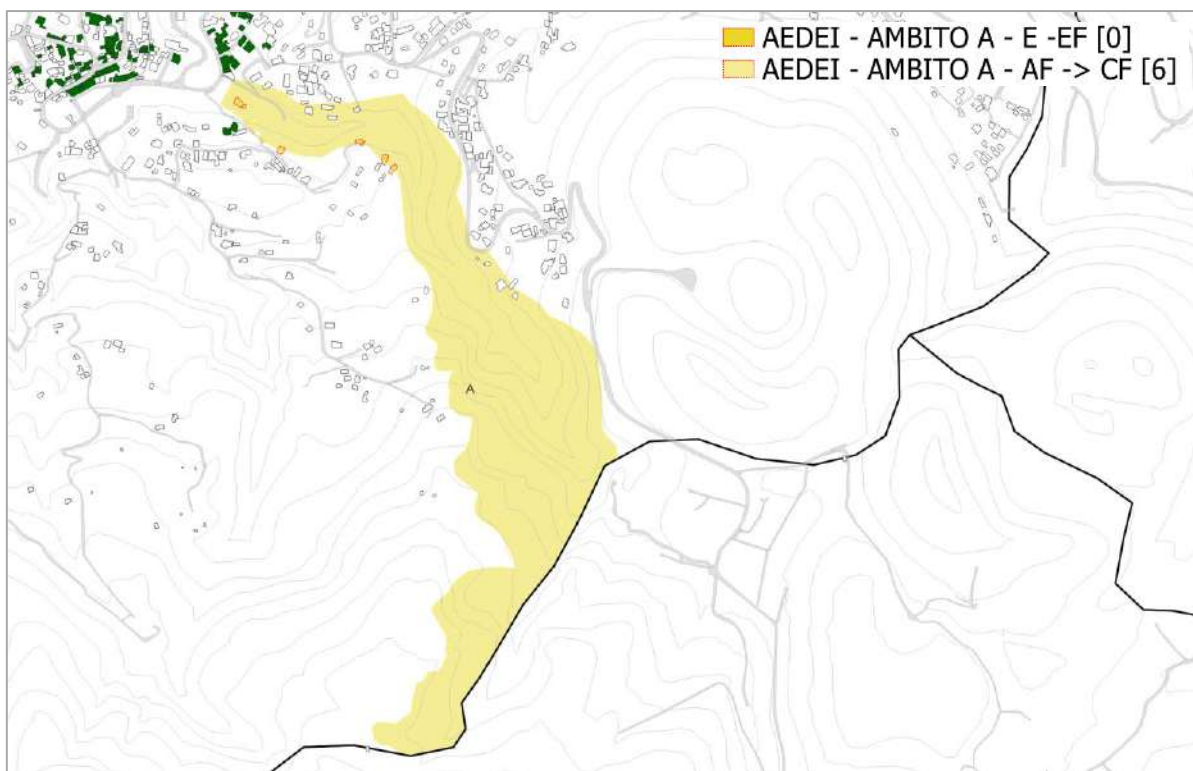 AEDEI - AMBITO A - E -EF [0]
AEDEI - AMBITO A - AF -> CF [6]
A